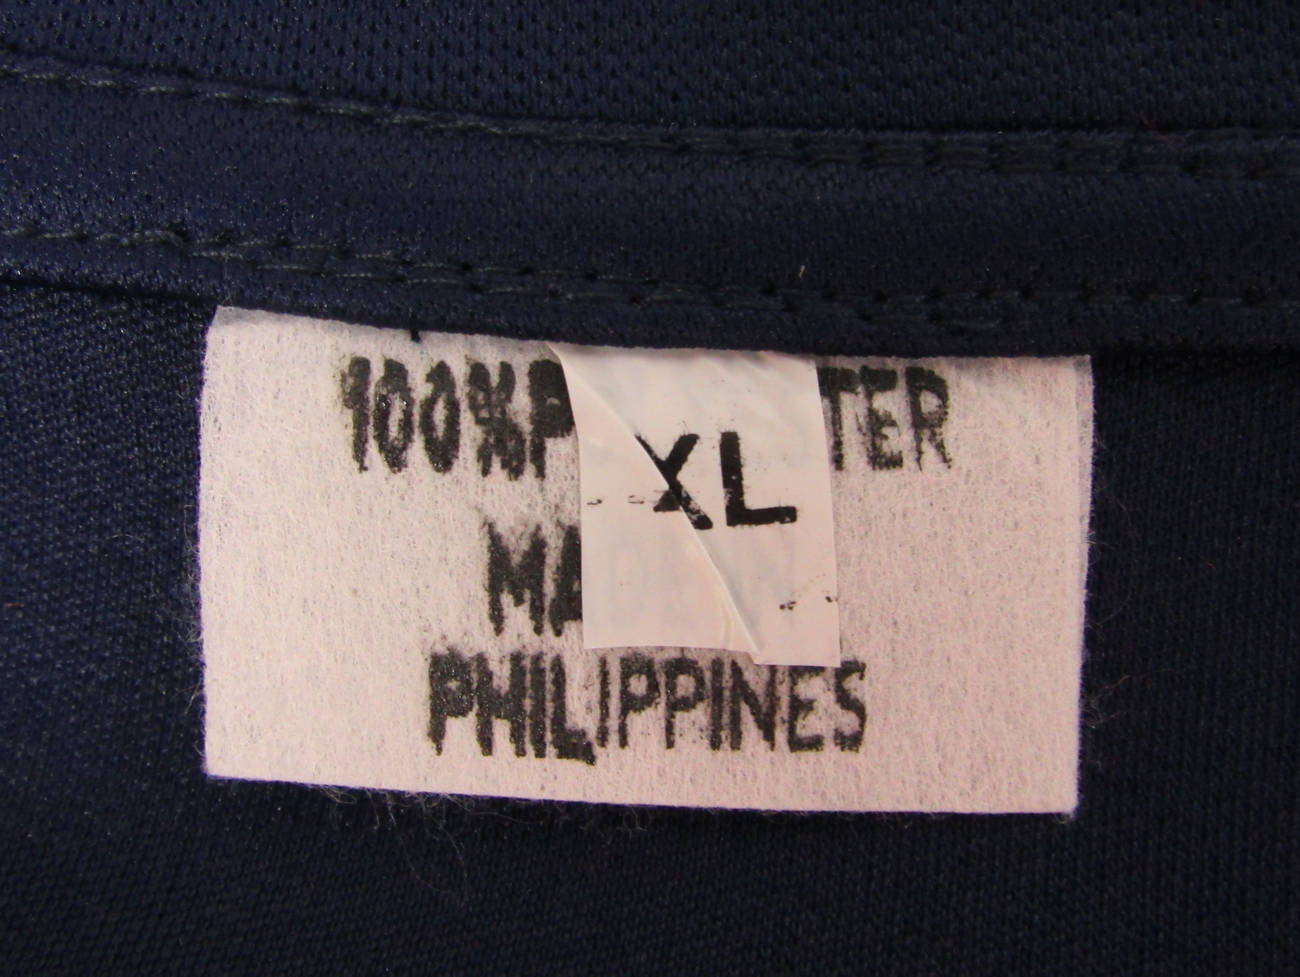 100%P TER
XL
MA
PHILIPPINES